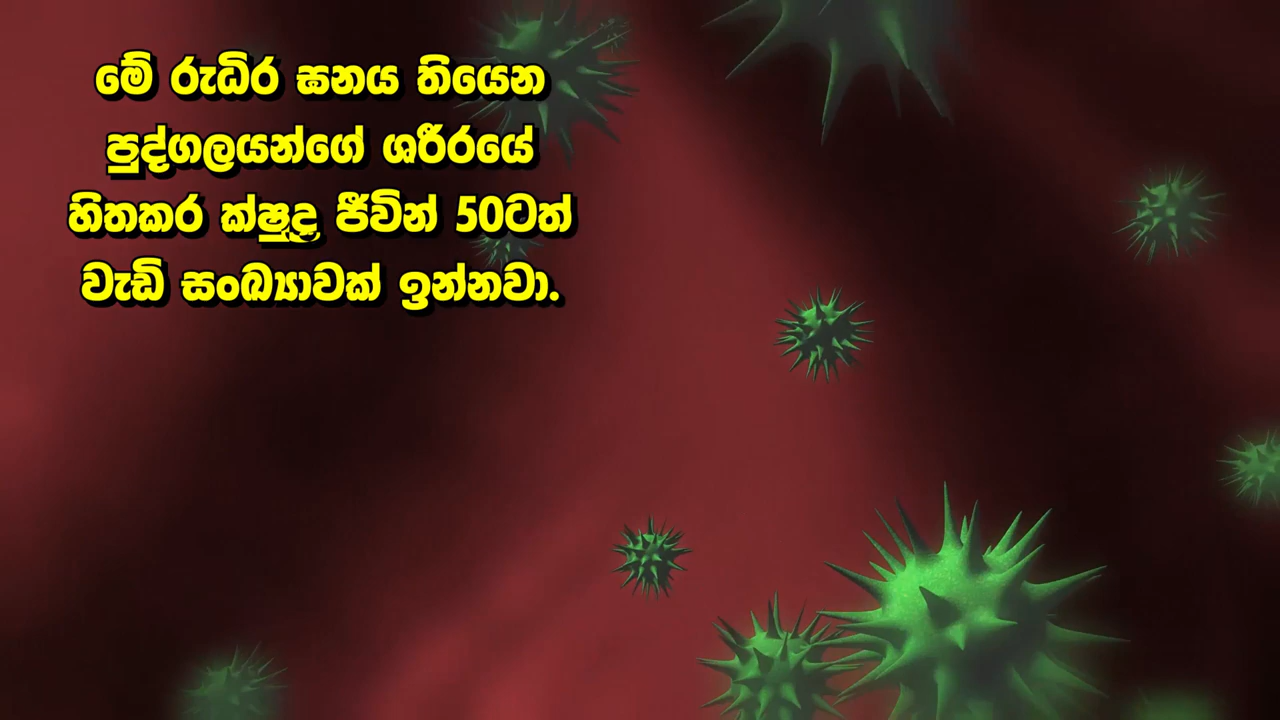 මේ රුධිර ඝනය තියෙන
පුද්ගලයන්ගේ ශරීරයේ
හිතකර ක්ෂුද්‍ර ජීවීන් 50ටත්
වැඩි සංඛ්‍යාවක් ඉන්නවා.